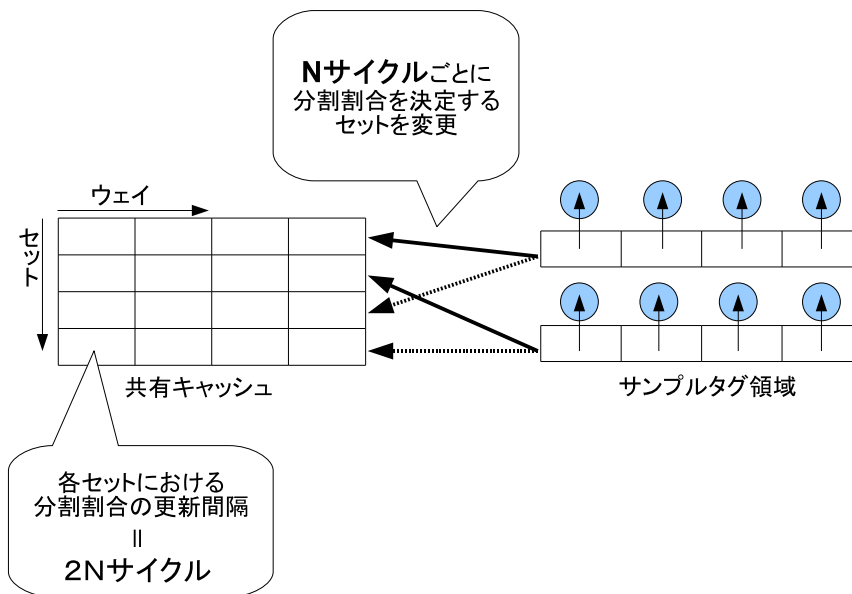 Nサイクルごとに
分割割合を決定する
セットを変更
ウェイ
セット
共有キャッシュ
サンプルタグ領域
各セットにおける
分割割合の更新間隔
||
2Nサイクル